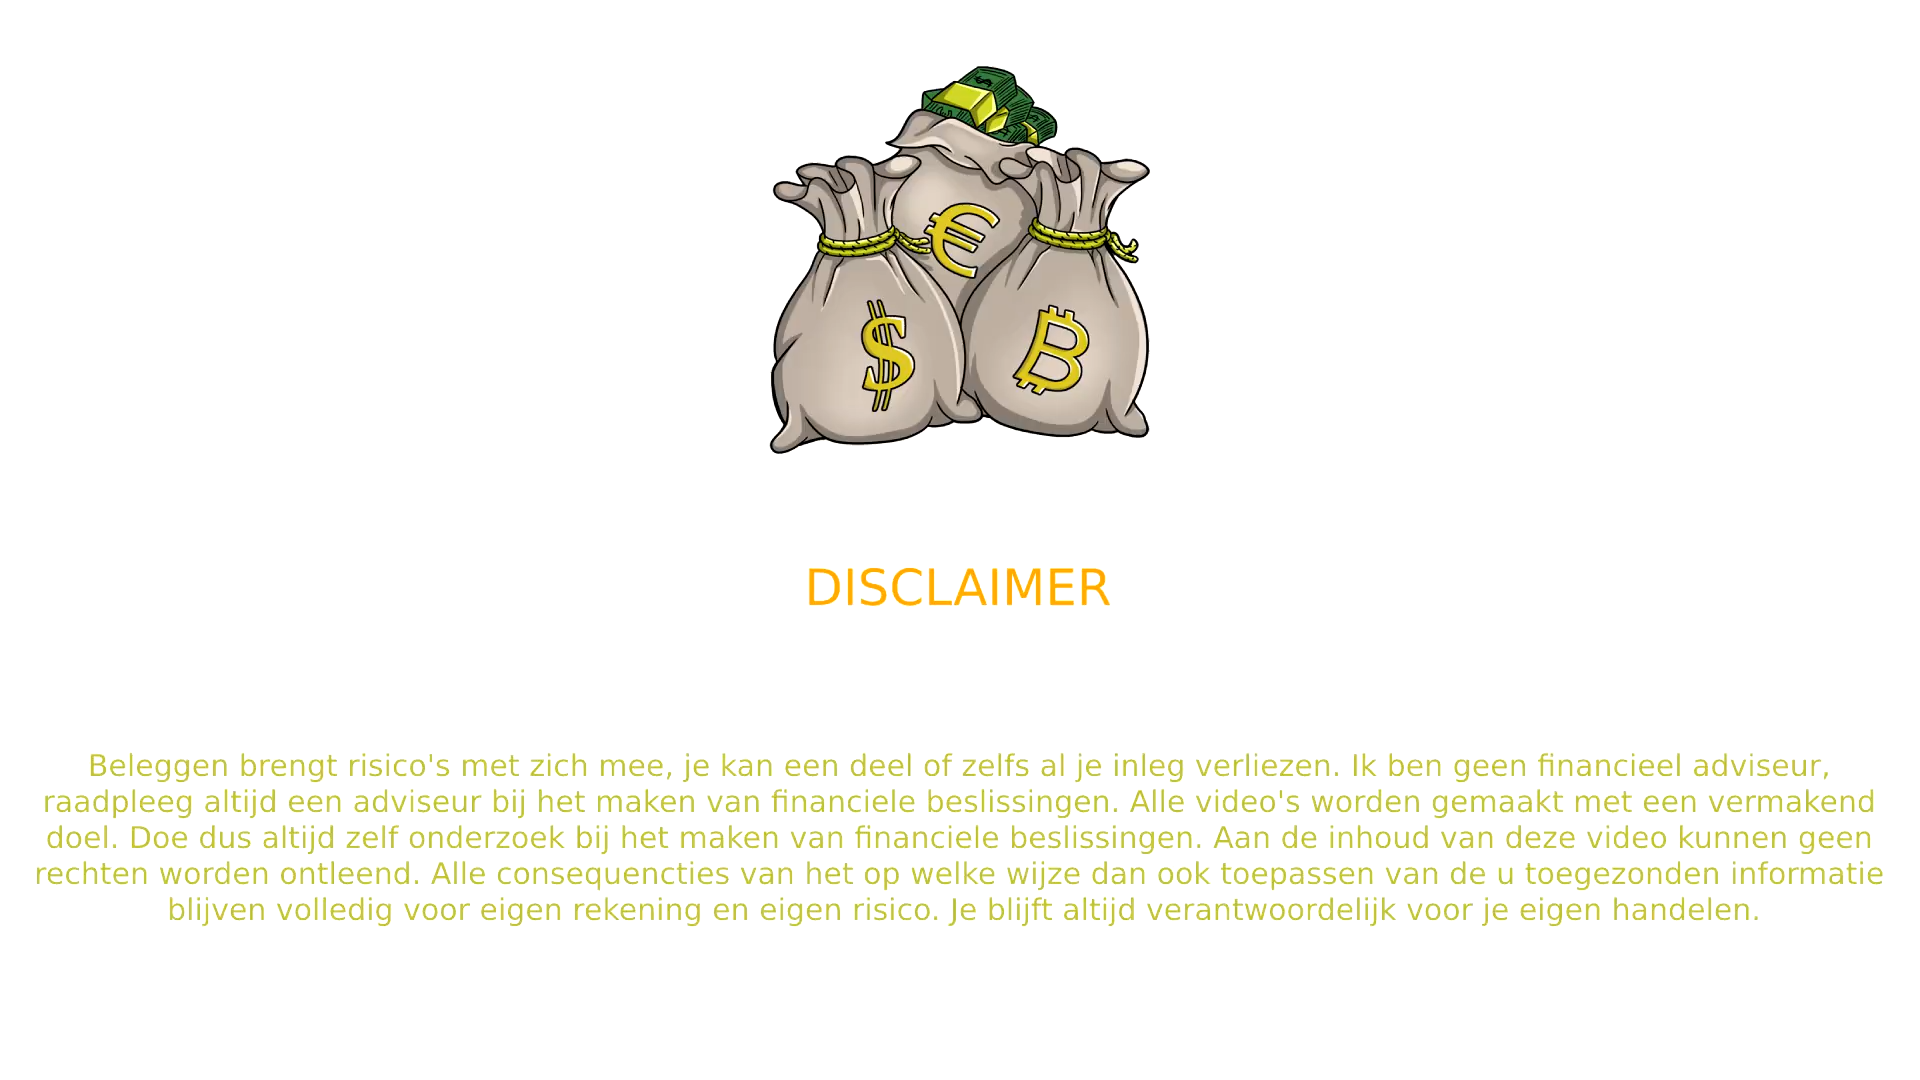 €
$ ₿
DISCLAIMER
Beleggen brengt risico's met zich mee, je kan een deel of zelfs al je inleg verliezen. Ik ben geen financieel adviseur,
raadpleeg altijd een adviseur bij het maken van financiele beslissingen. Alle video's worden gemaakt met een vermakend
doel. Doe dus altijd zelf onderzoek bij het maken van financiele beslissingen. Aan de inhoud van deze video kunnen geen
rechten worden ontleend. Alle consequencties van het op welke wijze dan ook toepassen van de u toegezonden informatie
blijven volledig voor eigen rekening en eigen risico. Je blijft altijd verantwoordelijk voor je eigen handelen.